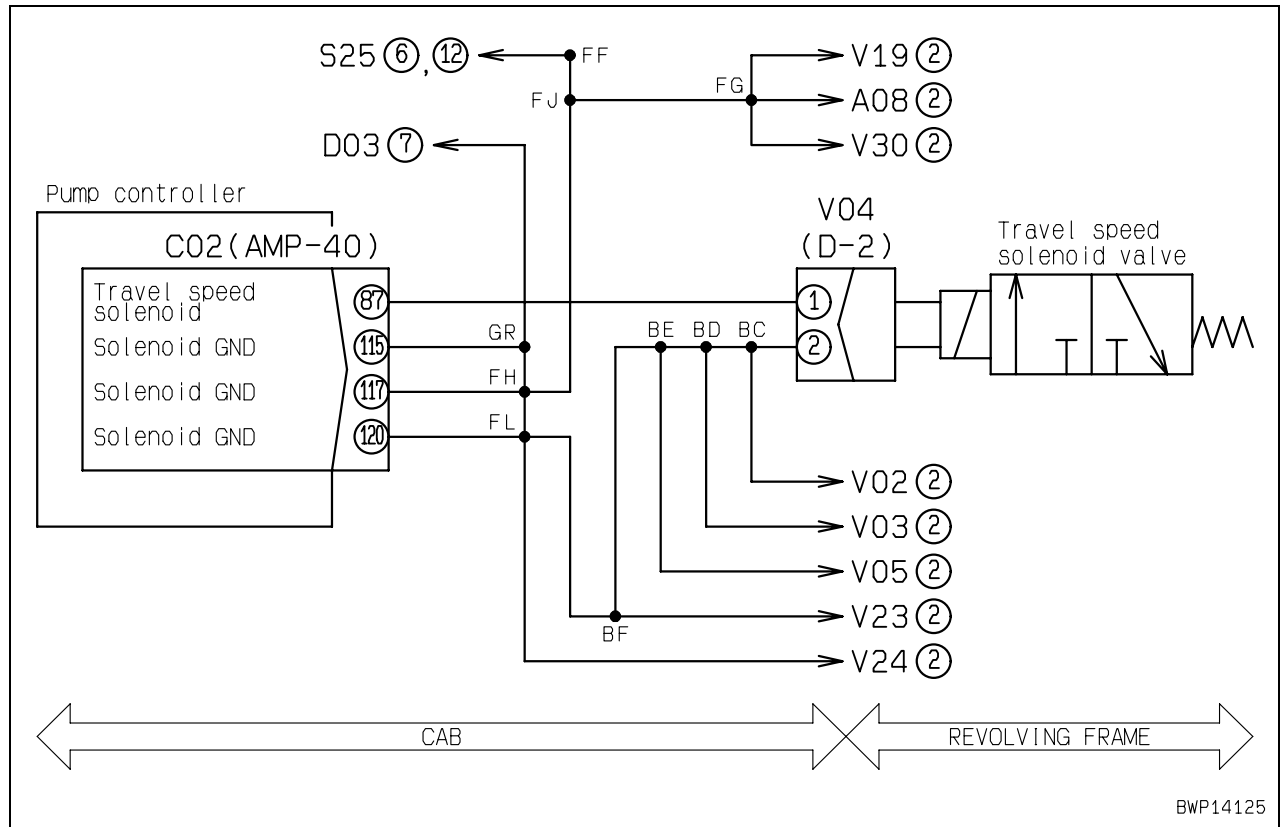 S25 ⑥,⑫
FF
V19 ②
FJ
FG
A08 ②
D03 ⑦
V30 ②
Pump controller
V04
(D-2)
Travel speed
solenoid valve
C02(AMP-40)
Travel speed
solenoid
87
1
Solenoid GND
115
GR
BE
BD
BC
2
Solenoid GND
117
FH
Solenoid GND
120
FL
V02 ②
V03 ②
V05 ②
V23 ②
BF
V24 ②
CAB
REVOLVING FRAME
BWP14125